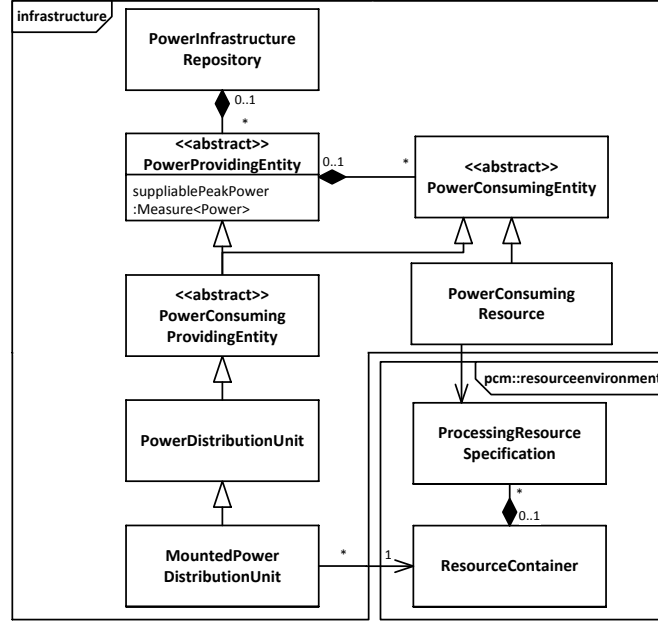 infrastructure
PowerInfrastructure
Repository
0..1
*
<<abstract>>
PowerProvidingEntity
suppliablePeakPower
:Measure<Power>
0..1
*
<<abstract>>
PowerConsumingEntity
<<abstract>>
PowerConsuming
ProvidingEntity
PowerConsuming
Resource
pcm::resourceenvironment
PowerDistributionUnit
ProcessingResource
Specification
*
0..1
MountedPower
DistributionUnit
*
1
ResourceContainer